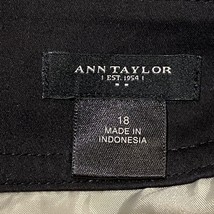 ANN TAYLOR
EST. 1954
18
MADE IN
INDONESIA